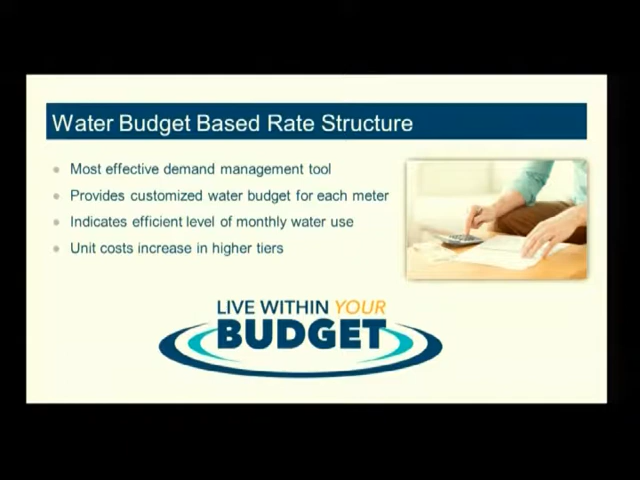 Water Budget Based Rate Structure
Most effective demand management tool
Provides customized water budget for each meter
Indicates efficient level of monthly water use
Unit costs increase in higher tiers
LIVE WITHIN YOUR
BUDGET